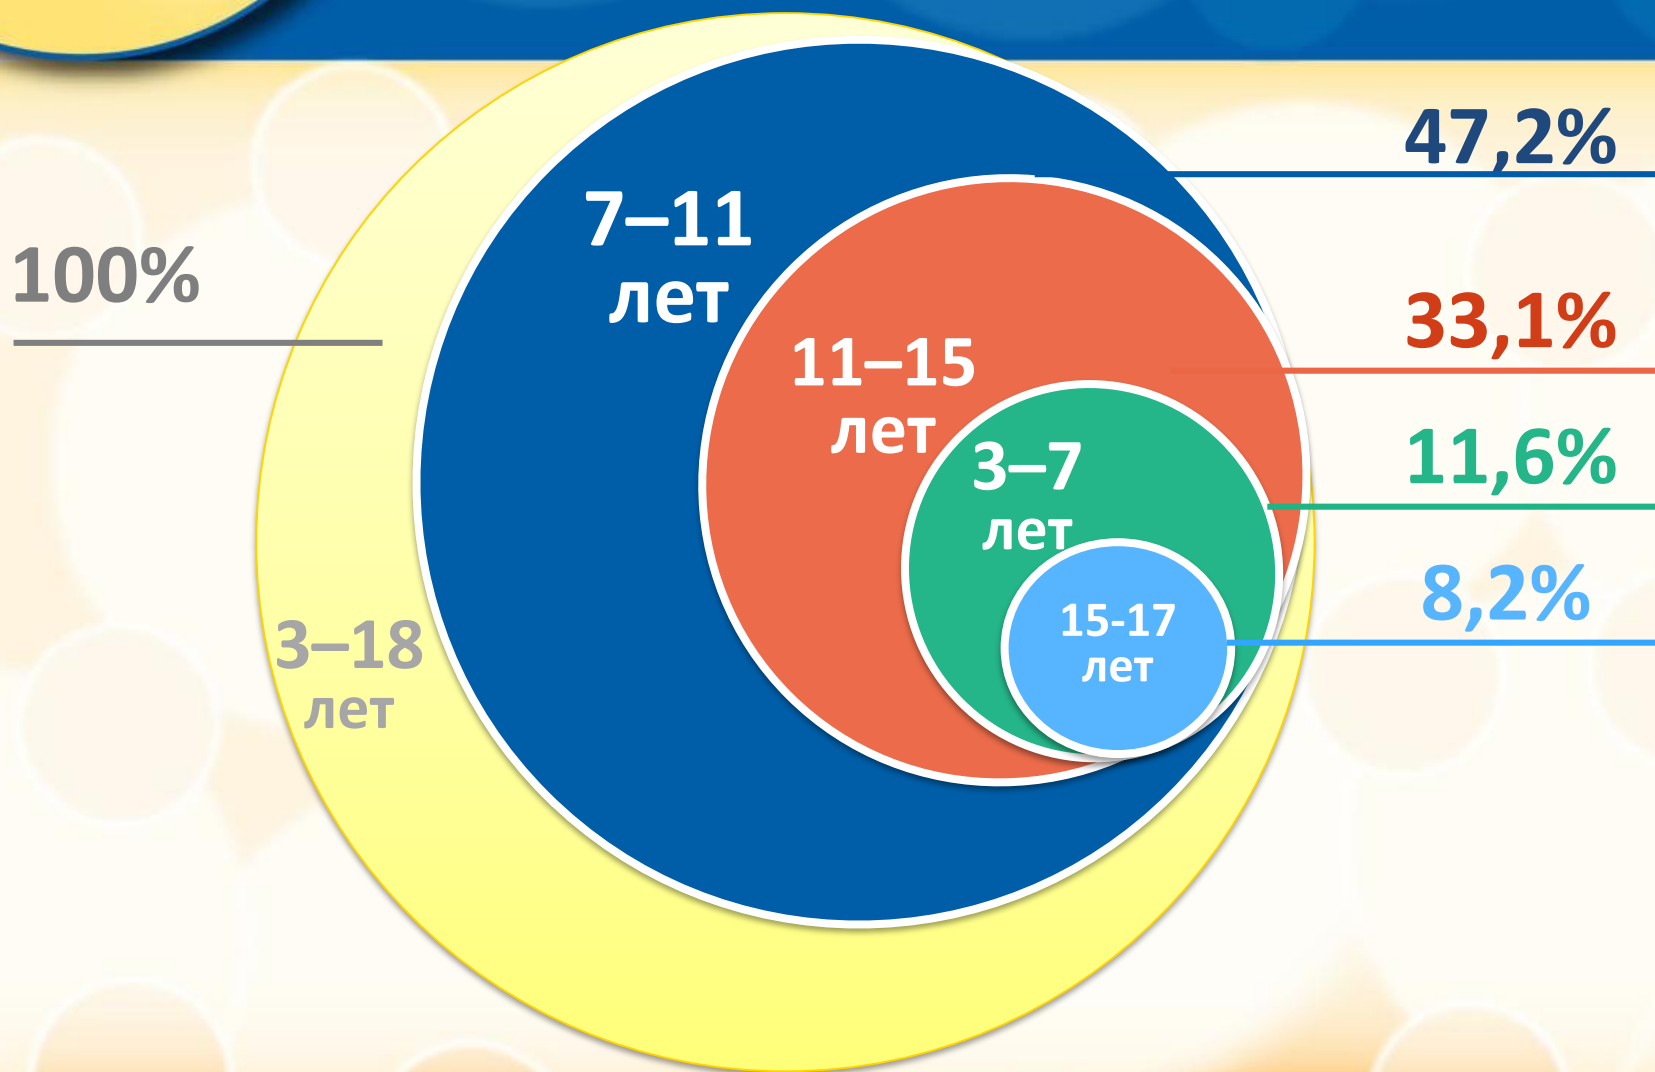 47,2%
7–11
лет
100%
33,1%
11–15
лет
11,6%
3–7
лет
8,2%
15-17
лет
3–18
лет